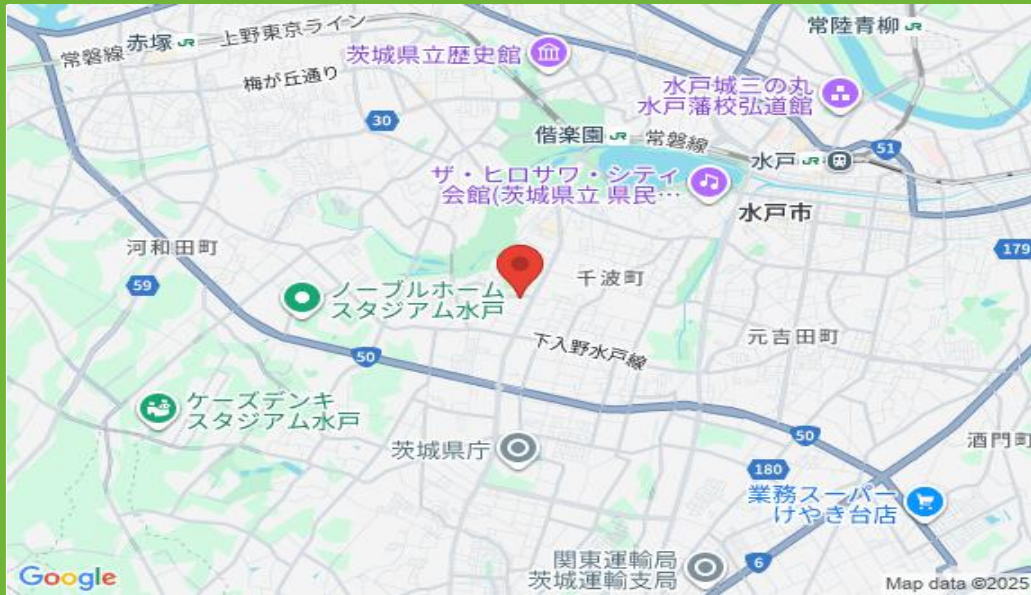 常陸青柳 JR
赤塚 JR 上野東京ライン
常磐線
茨城県立歴史館
梅が丘通り
水戸城三の丸
水戸藩校弘道館
30
偕楽園 JR 常磐線
51
水戸 JR
ザ・ヒロサワ・シティ
会館(茨城県立 県民…
水戸市
河和田町
179
千波町
59
ノーブルホーム
スタジアム水戸
元吉田町
下入野水戸線
50
ケーズデンキ
スタジアム水戸
茨城県庁
50
酒門町
180
業務スーパー
けやき台店
関東運輸局
茨城運輸支局
6
Google
Map data ©2025